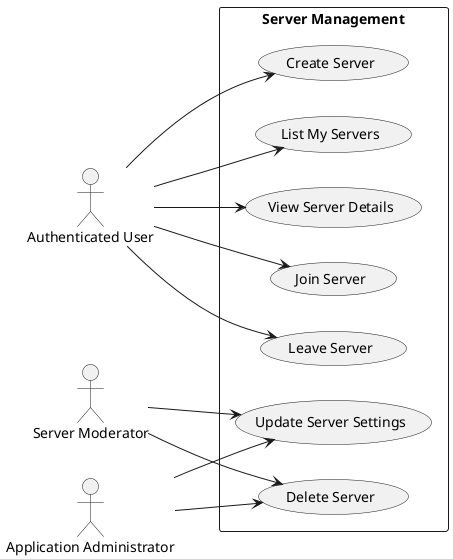 Server Management
Create Server
List My Servers
View Server Details
Authenticated User
Join Server
Leave Server
Server Moderator
Update Server Settings
Delete Server
Application Administrator